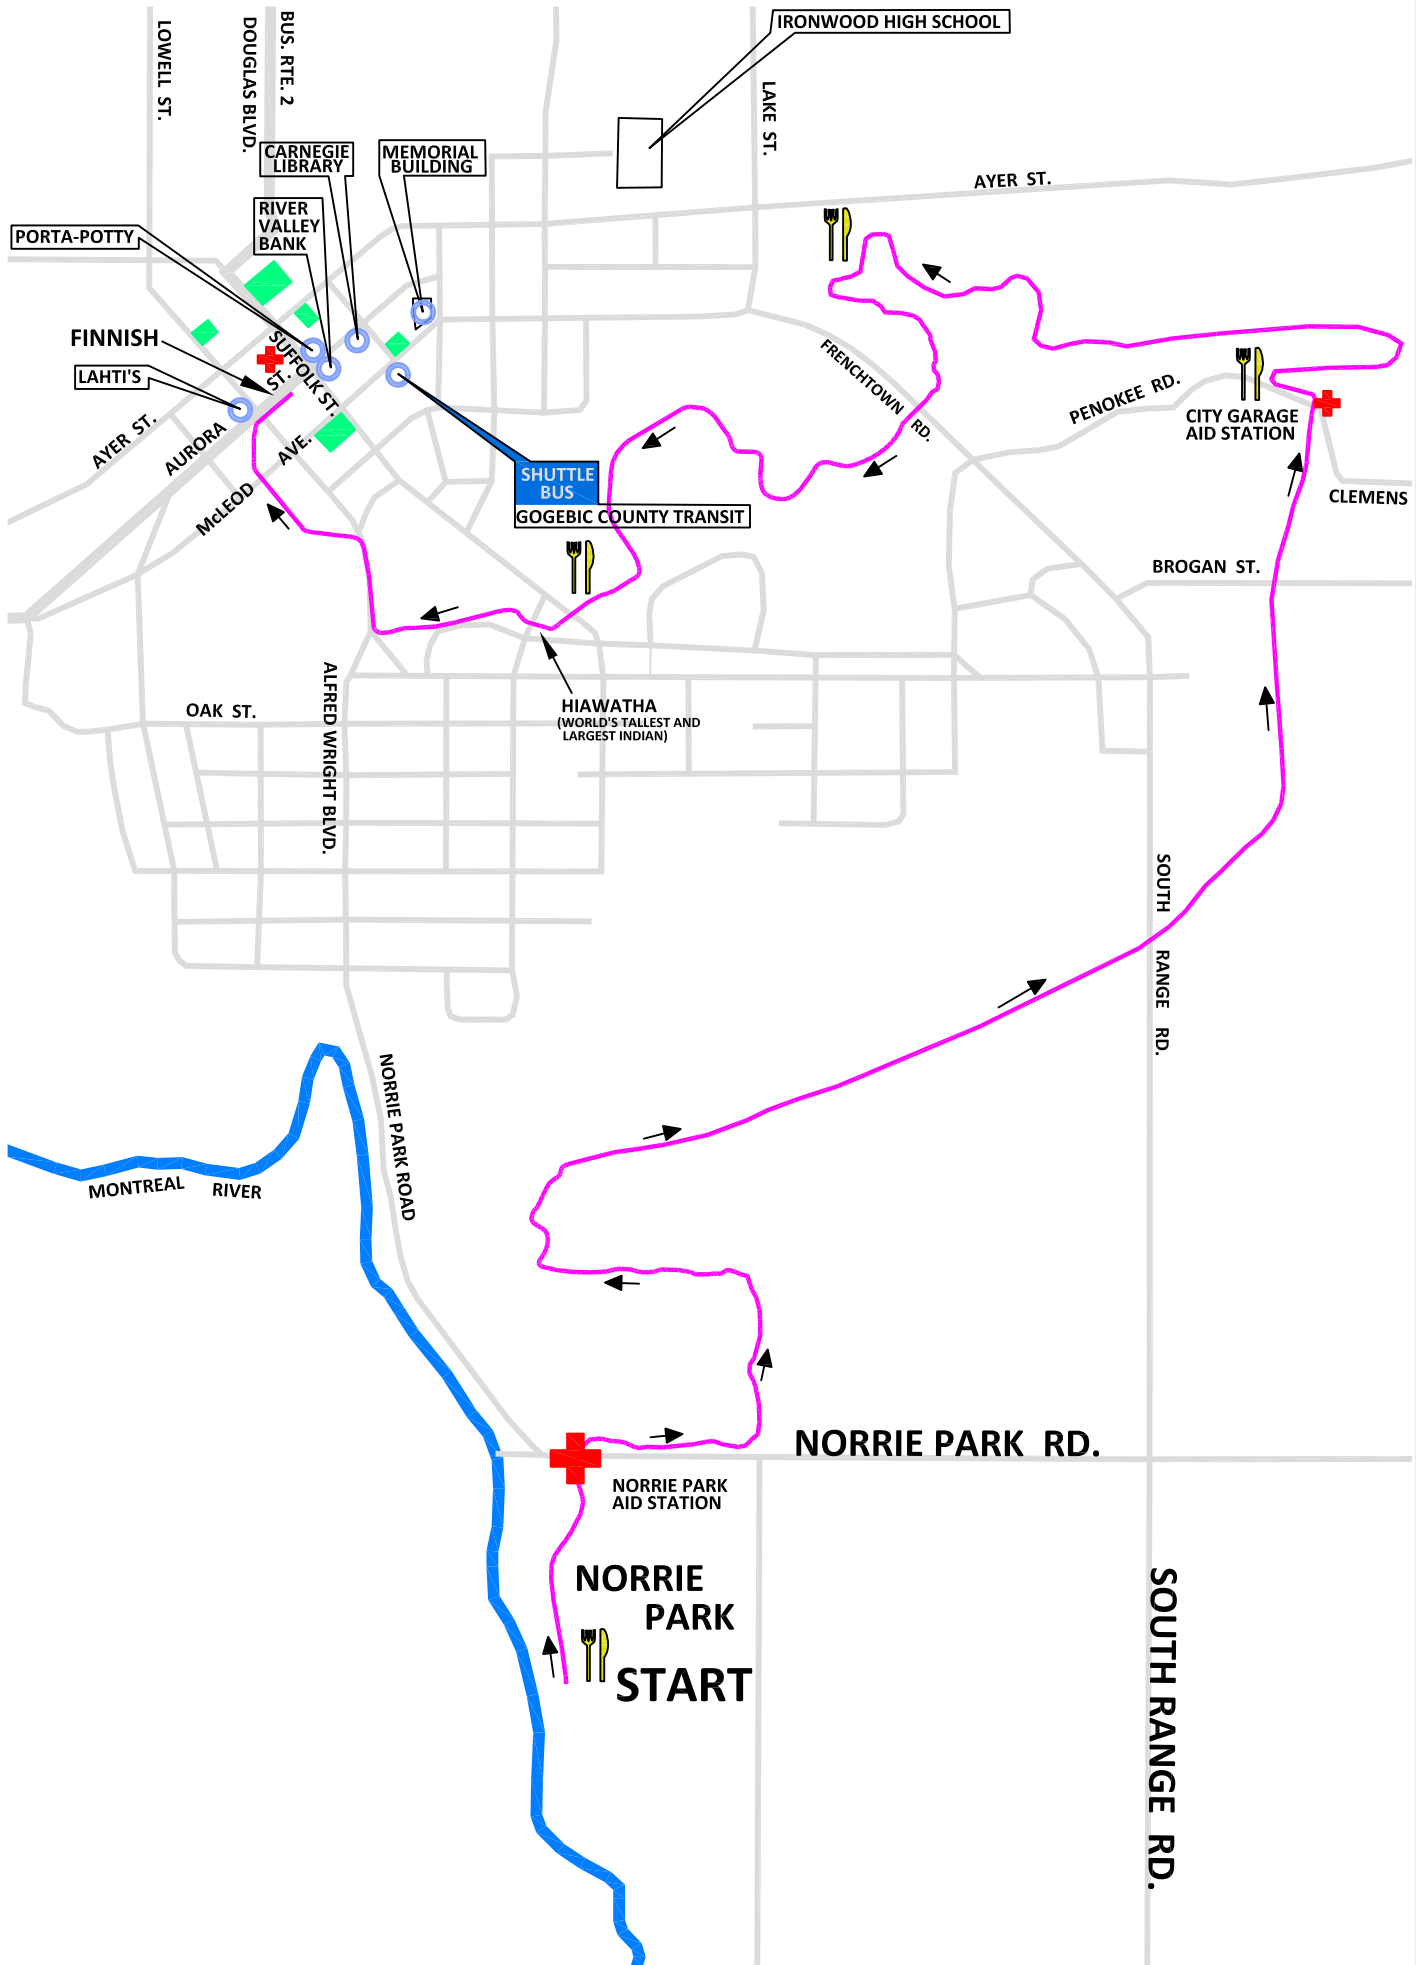 IRONWOOD HIGH SCHOOL
LOWELL ST.
DOUGLAS BLVD.
BUS. RTE. 2
LAKE ST.
CARNEGIE
LIBRARY
MEMORIAL
BUILDING
AYER ST.
RIVER
VALLEY
BANK
PORTA-POTTY
FINNISH
LAHTI'S
SUFFOLK ST.
ST.
AURORA
AYER ST.
AVE.
McLEOD
FRENCHTOWN RD.
PENOKEE RD.
CITY GARAGE
AID STATION
CLEMENS
SHUTTLE
BUS
GOGEBIC COUNTY TRANSIT
BROGAN ST.
HIAWATHA
(WORLD'S TALLEST AND
LARGEST INDIAN)
OAK ST.
ALFRED WRIGHT BLVD.
SOUTH RANGE RD.
NORRIE PARK ROAD
MONTREAL RIVER
NORRIE PARK RD.
NORRIE PARK
AID STATION
NORRIE
PARK
START
SOUTH RANGE RD.